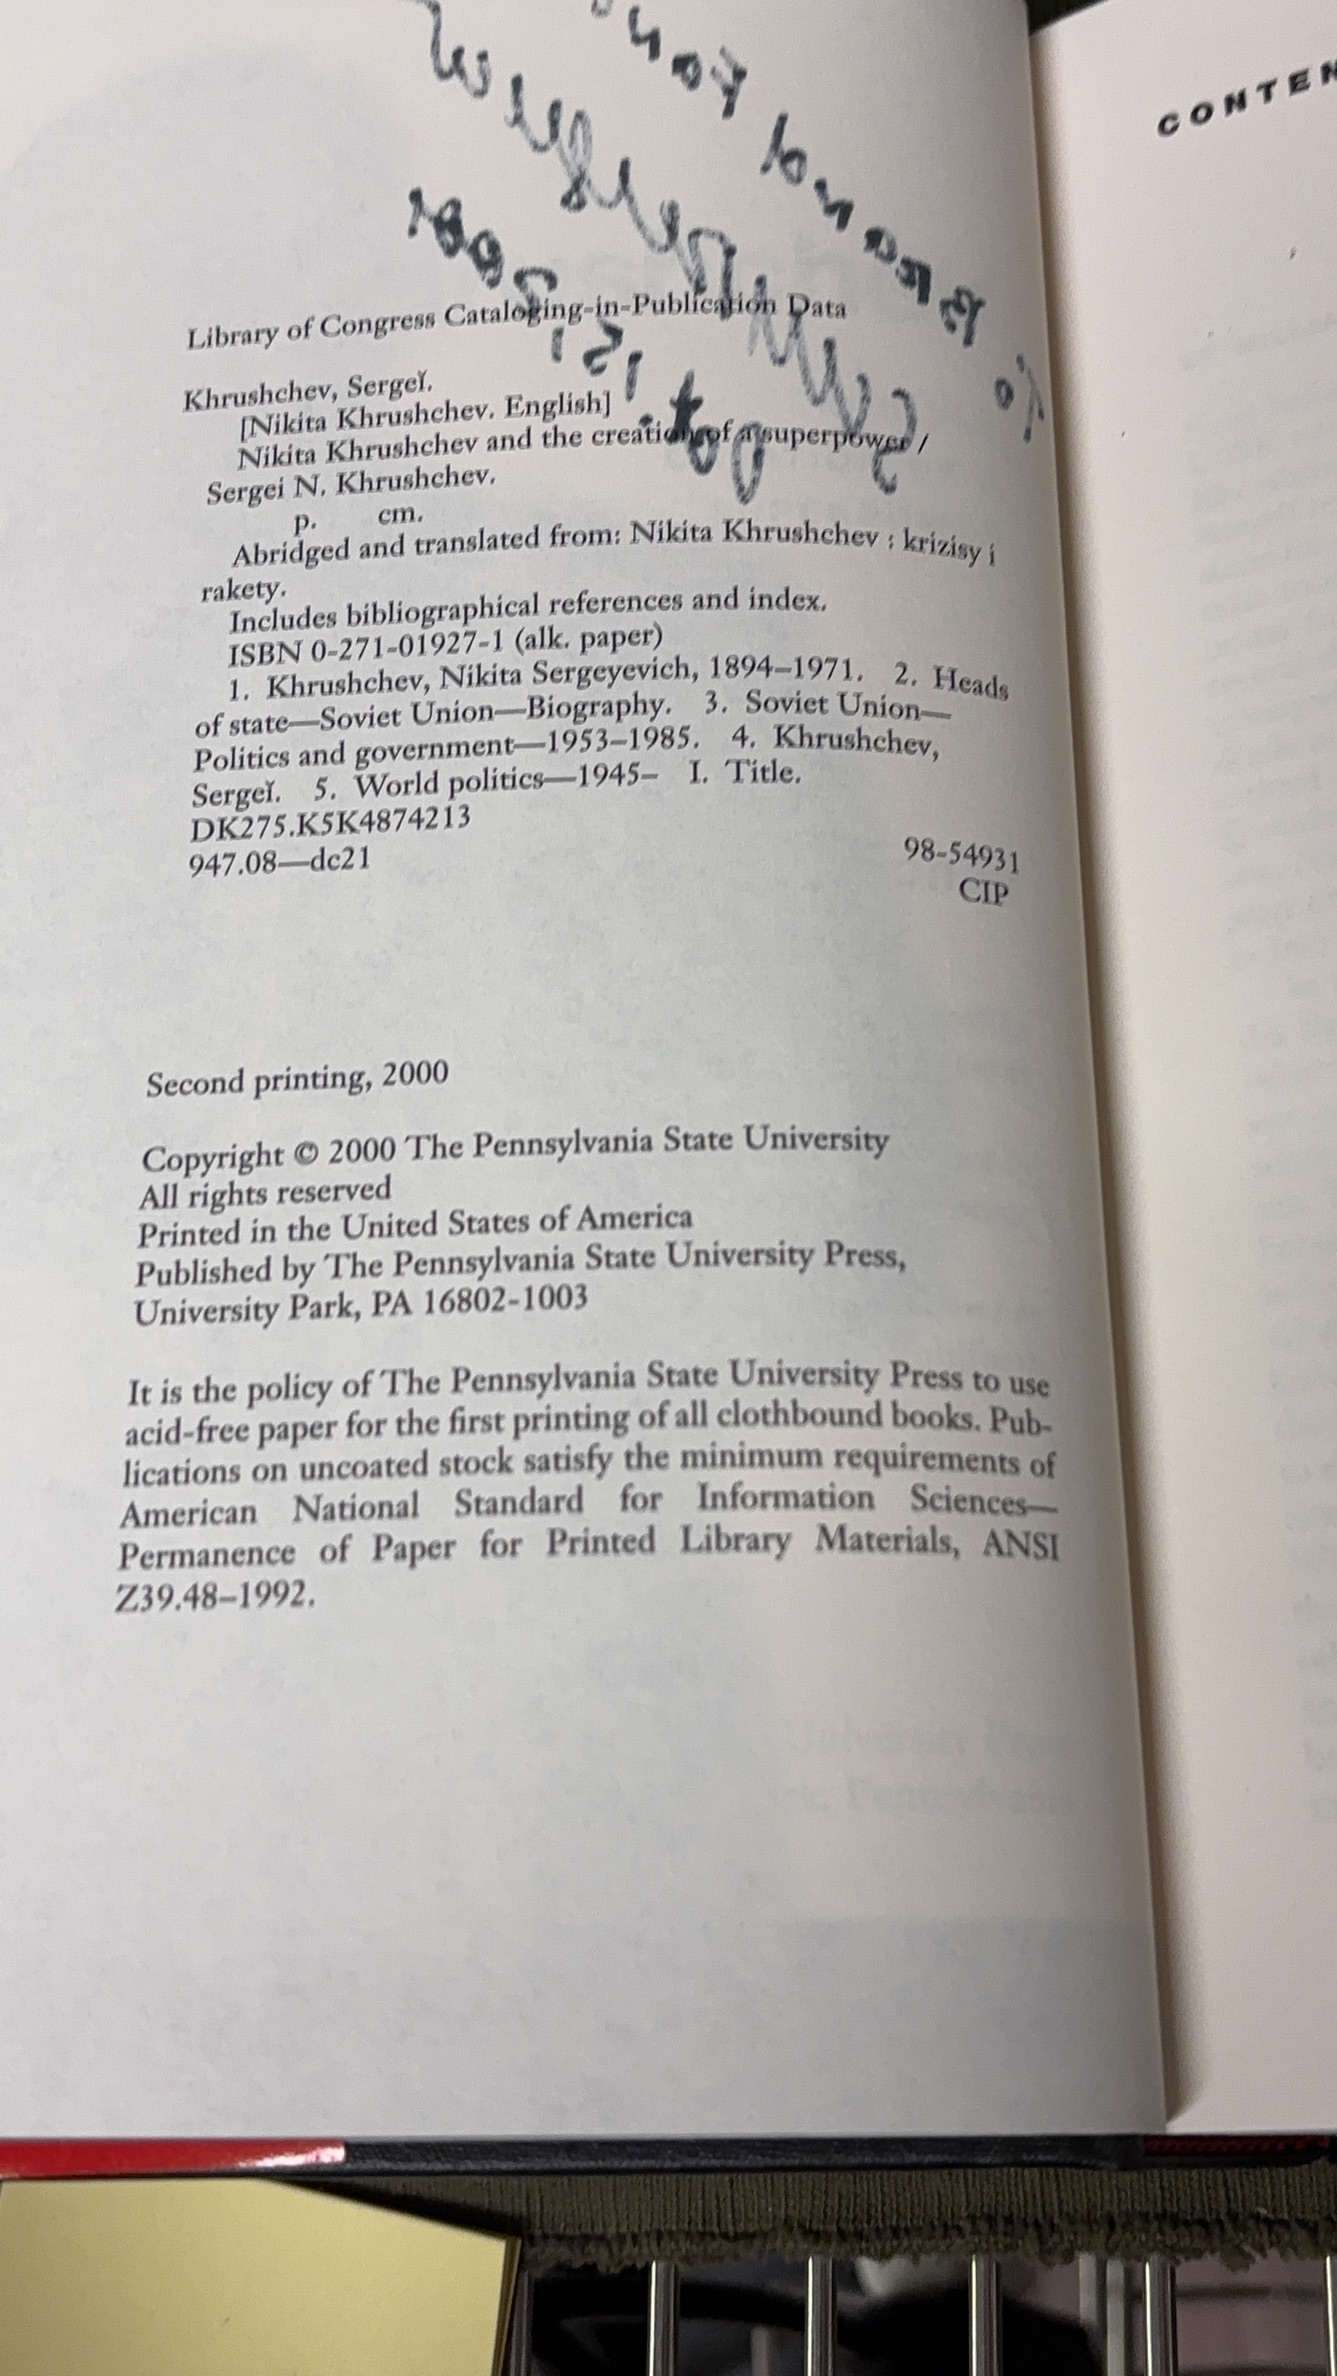 CONTEN
Library of Congress Cataloging-in-Publication Data
Khrushchev, Sergeĭ.
[Nikita Khrushchev. English]
Nikita Khrushchev and the creation of a superpower /
Sergei N. Khrushchev.
p. cm.
Abridged and translated from: Nikita Khrushchev : krizisy i
rakety.
Includes bibliographical references and index.
ISBN 0-271-01927-1 (alk. paper)
1. Khrushchev, Nikita Sergeyevich, 1894–1971. 2. Heads
of state—Soviet Union—Biography. 3. Soviet Union—
Politics and government—1953–1985. 4. Khrushchev,
Sergeĭ. 5. World politics—1945– I. Title.
DK275.K5K4874213
947.08—dc21
98-54931
CIP
Second printing, 2000
Copyright © 2000 The Pennsylvania State University
All rights reserved
Printed in the United States of America
Published by The Pennsylvania State University Press,
University Park, PA 16802-1003
It is the policy of The Pennsylvania State University Press to use
acid-free paper for the first printing of all clothbound books. Pub-
lications on uncoated stock satisfy the minimum requirements of
American National Standard for Information Sciences—
Permanence of Paper for Printed Library Materials, ANSI
Z39.48–1992.